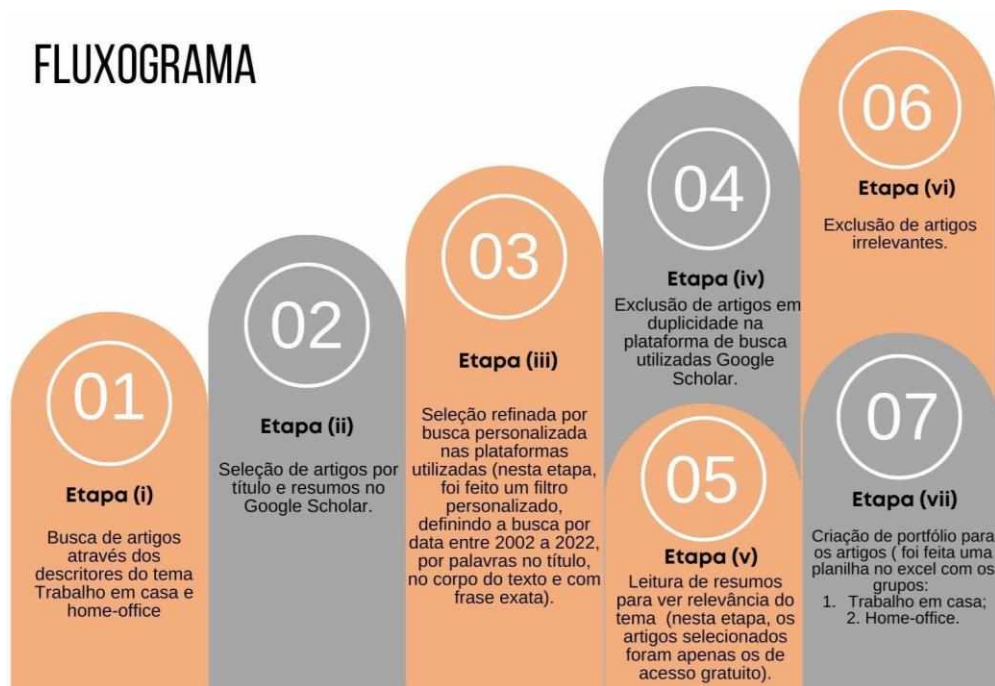 FLUXOGRAMA
01
Etapa (i)
Busca de artigos
através dos
descritores do tema
Trabalho em casa e
home-office
02
Etapa (ii)
Seleção de artigos por
título e resumos no
Google Scholar.
03
Etapa (iii)
Seleção refinada por
busca personalizada
nas plataformas
utilizadas (nesta etapa,
foi feito um filtro
personalizado,
definindo a busca por
data entre 2002 a 2022,
por palavras no título,
no corpo do texto e com
frase exata).
04
Etapa (iv)
Exclusão de artigos em
duplicidade na
plataforma de busca
utilizadas Google
Scholar.
05
Etapa (v)
Leitura de resumos
para ver relevância do
tema (nesta etapa, os
artigos selecionados
foram apenas os de
acesso gratuito).
06
Etapa (vi)
Exclusão de artigos
irrelevantes.
07
Etapa (vii)
Criação de portfólio para
os artigos ( foi feita uma
planilha no excel com os
grupos:
1. Trabalho em casa;
2. Home-office.